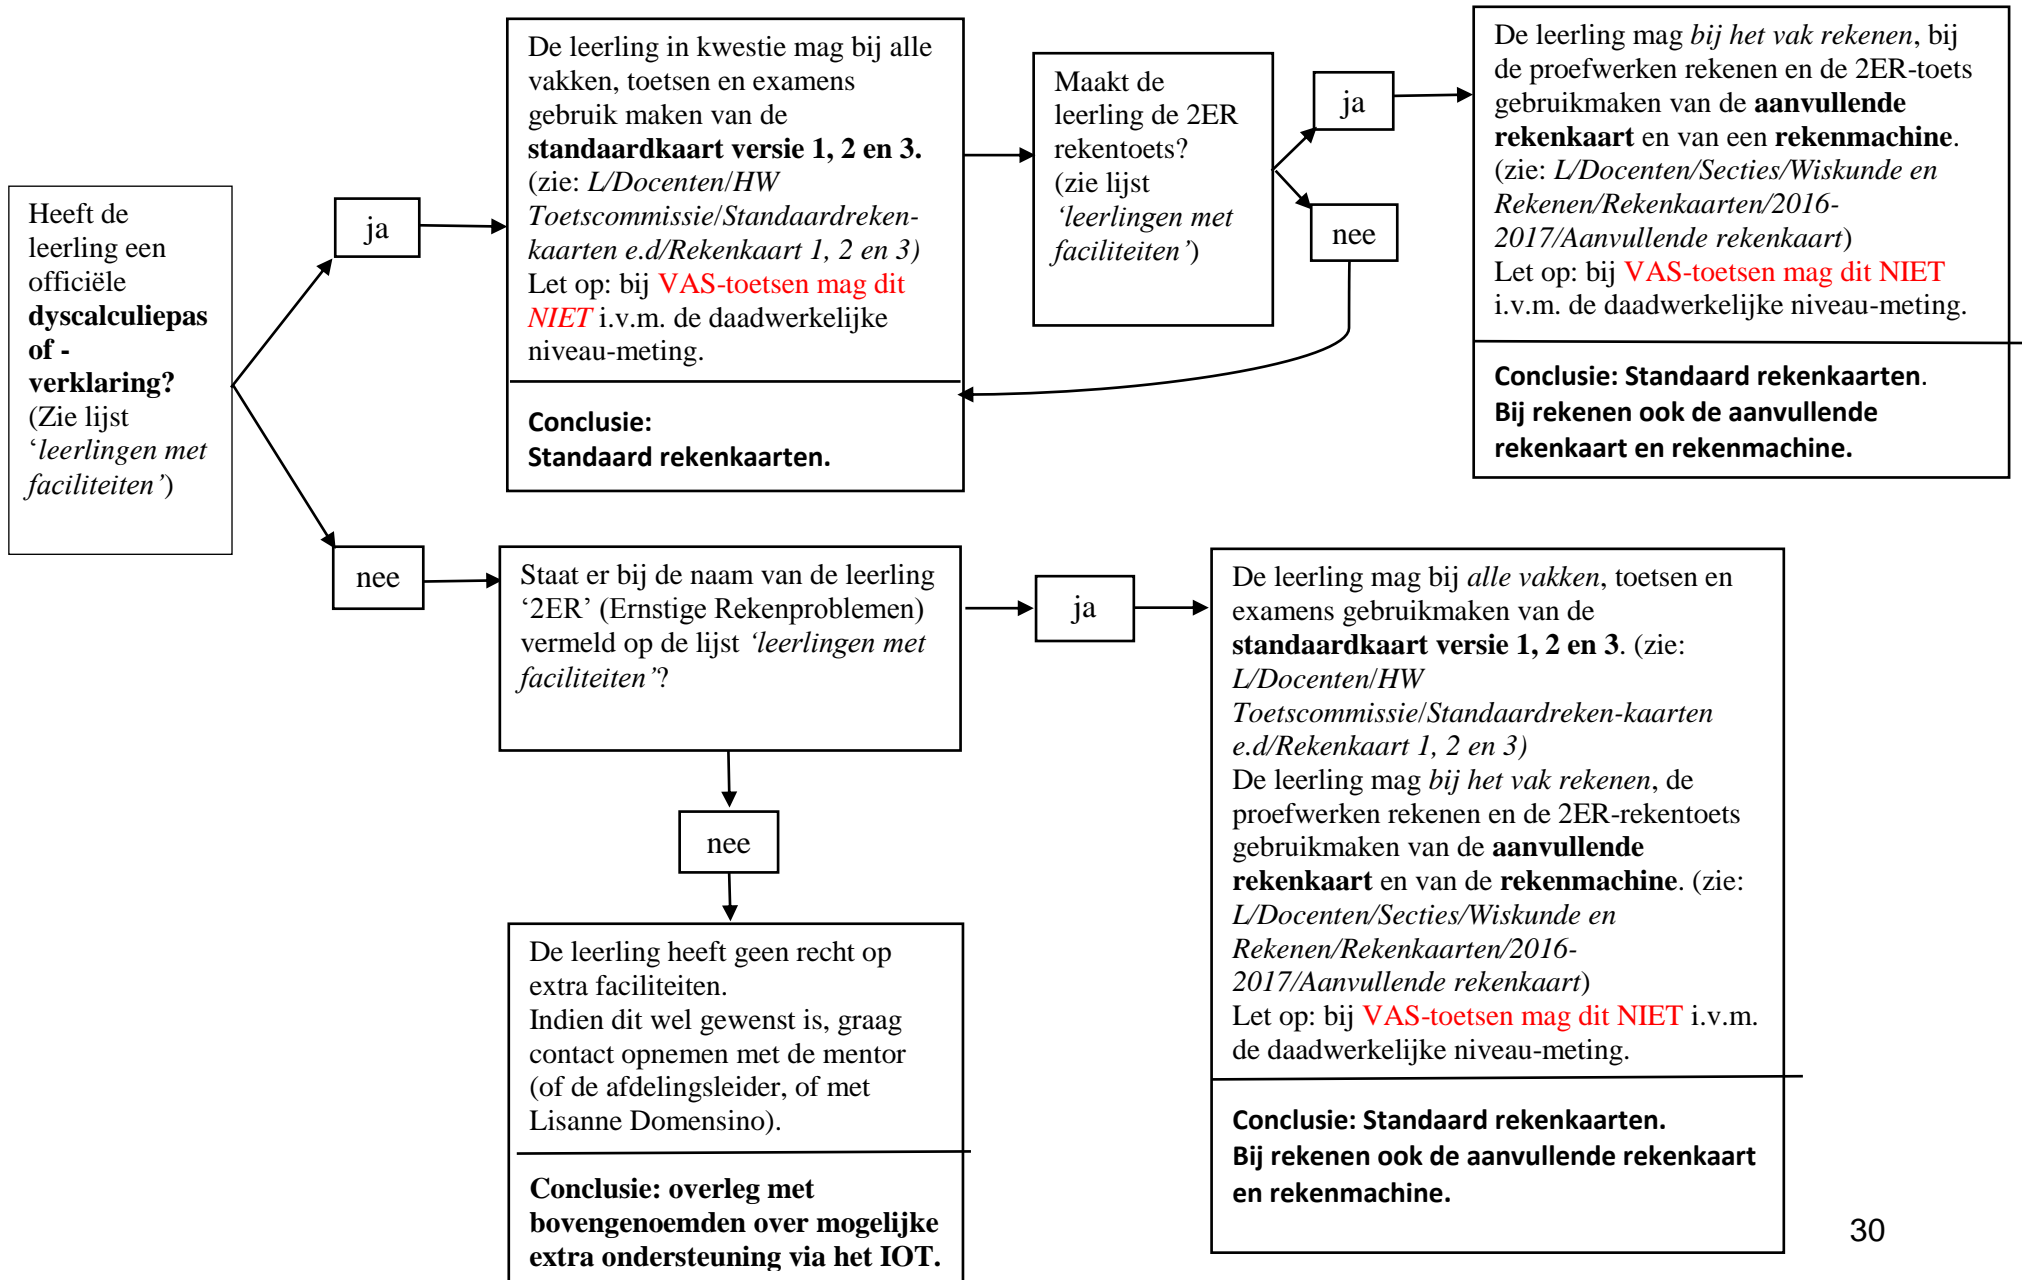 Heeft de
leerling een
officiële
dyscalculiepas
of -
verklaring?
(Zie lijst
‘leerlingen met
faciliteiten’)
ja
De leerling in kwestie mag bij alle
vakken, toetsen en examens
gebruik maken van de
standaardkaart versie 1, 2 en 3.
(zie: L/Docenten/HW
Toetscommissie/Standaardreken-
kaarten e.d/Rekenkaart 1, 2 en 3)
Let op: bij VAS-toetsen mag dit
NIET i.v.m. de daadwerkelijke
niveau-meting.
Conclusie:
Standaard rekenkaarten.
Maakt de
leerling de 2ER
rekentoets?
(zie lijst
‘leerlingen met
faciliteiten’)
ja
nee
De leerling mag bij het vak rekenen, bij
de proefwerken rekenen en de 2ER-toets
gebruikmaken van de aanvullende
rekenkaart en van een rekenmachine.
(zie: L/Docenten/Secties/Wiskunde en
Rekenen/Rekenkaarten/2016-
2017/Aanvullende rekenkaart)
Let op: bij VAS-toetsen mag dit NIET
i.v.m. de daadwerkelijke niveau-meting.
Conclusie: Standaard rekenkaarten.
Bij rekenen ook de aanvullende
rekenkaart en rekenmachine.
nee
Staat er bij de naam van de leerling
‘2ER’ (Ernstige Rekenproblemen)
vermeld op de lijst ‘leerlingen met
faciliteiten’?
ja
De leerling mag bij alle vakken, toetsen en
examens gebruikmaken van de
standaardkaart versie 1, 2 en 3. (zie:
L/Docenten/HW
Toetscommissie/Standaardreken-kaarten
e.d/Rekenkaart 1, 2 en 3)
De leerling mag bij het vak rekenen, de
proefwerken rekenen en de 2ER-rekentoets
gebruikmaken van de aanvullende
rekenkaart en van de rekenmachine. (zie:
L/Docenten/Secties/Wiskunde en
Rekenen/Rekenkaarten/2016-
2017/Aanvullende rekenkaart)
Let op: bij VAS-toetsen mag dit NIET i.v.m.
de daadwerkelijke niveau-meting.
Conclusie: Standaard rekenkaarten.
Bij rekenen ook de aanvullende rekenkaart
en rekenmachine.
nee
De leerling heeft geen recht op
extra faciliteiten.
Indien dit wel gewenst is, graag
contact opnemen met de mentor
(of de afdelingsleider, of met
Lisanne Domensino).
Conclusie: overleg met
bovengenoemden over mogelijke
extra ondersteuning via het IOT.
30